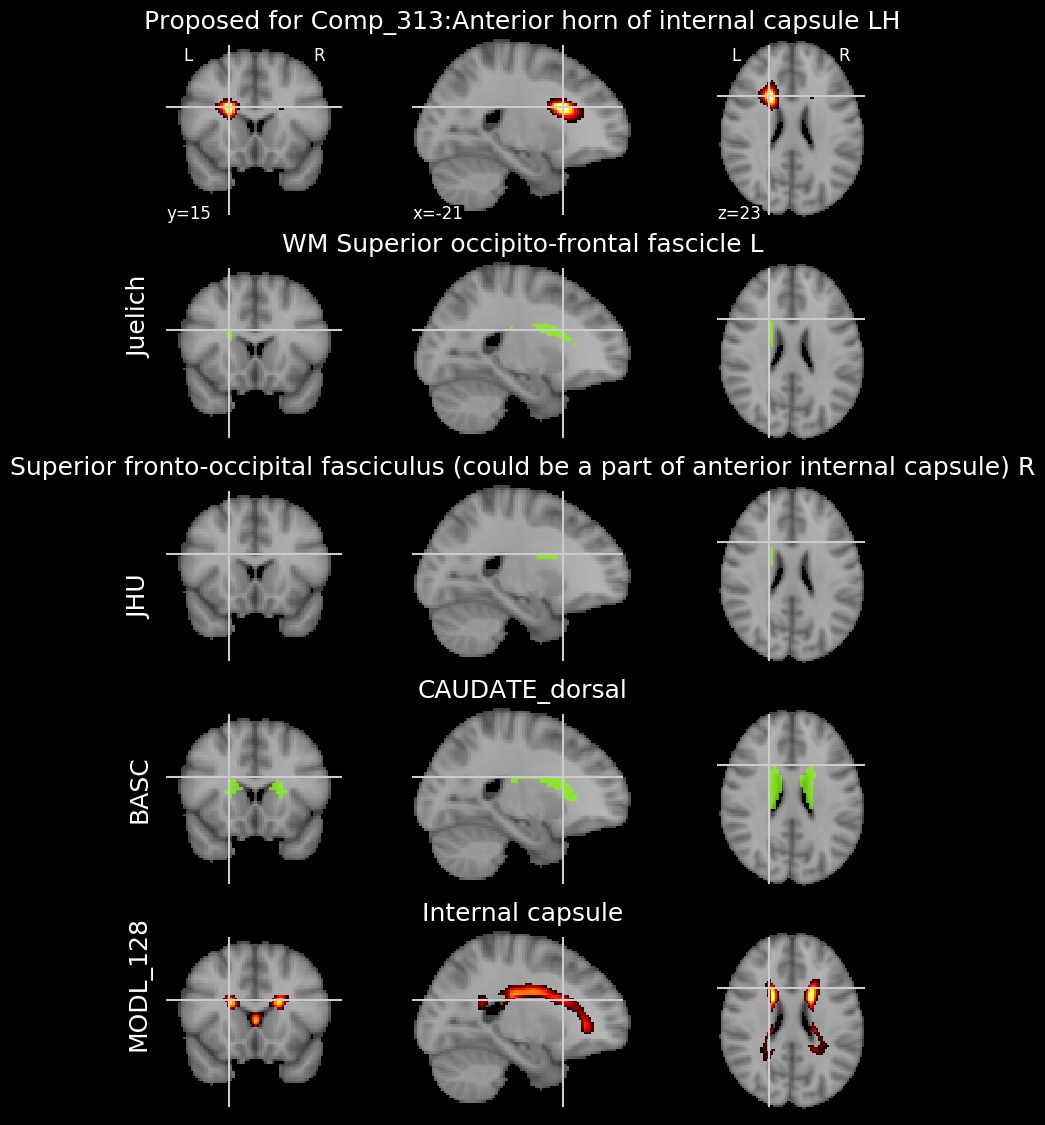 Proposed for Comp_313:Anterior horn of internal capsule LH
L R L R
y=15 x=-21 z=23
WM Superior occipito-frontal fascicle L
Juelich
Superior fronto-occipital fasciculus (could be a part of anterior internal capsule) R
JHU
CAUDATE_dorsal
BASC
Internal capsule
MODL_128